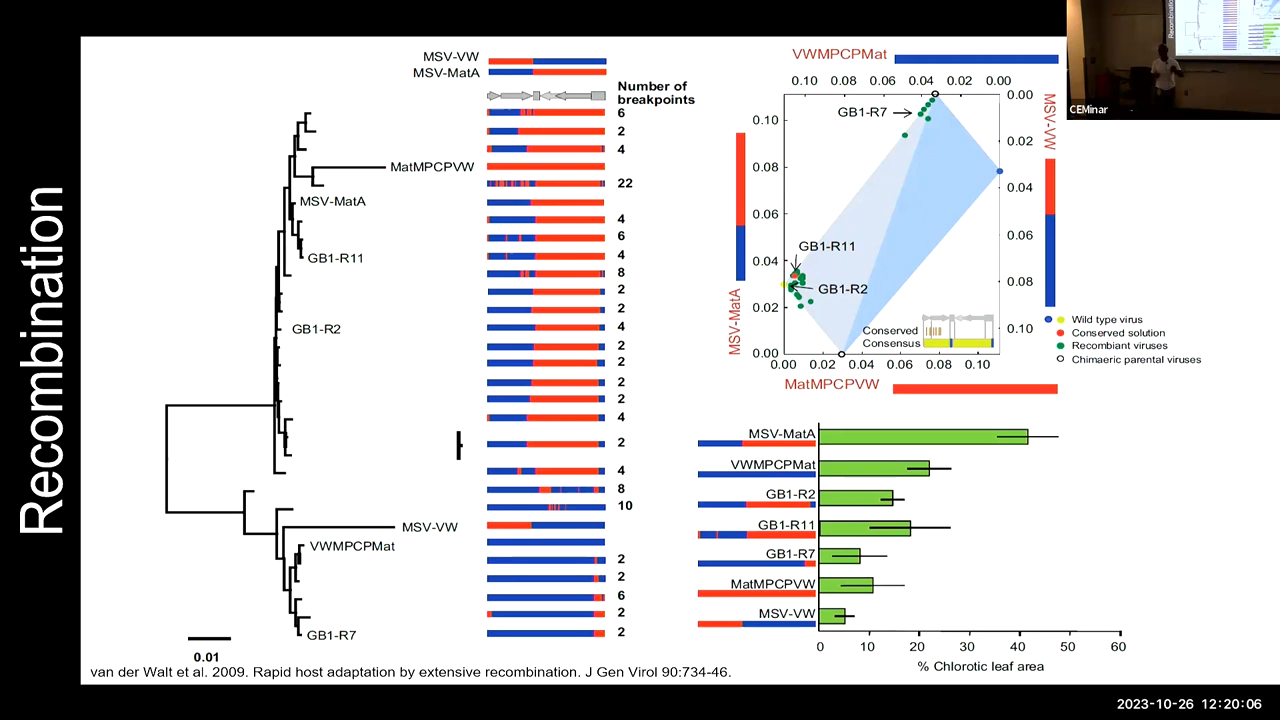 Recombination
MSV-VW
MSV-MatA
Number of
breakpoints
6
2
4
MatMPCPVW
22
MSV-MatA
4
6
GB1-R11
4
8
2
2
GB1-R2
4
2
2
2
2
4
2
4
8
10
MSV-VW
VWMPCPMat
2
2
6
2
GB1-R7
2
0.01
VWMPCPMat
0.10 0.08 0.06 0.04 0.02 0.00
GB1-R7
GB1-R11
GB1-R2
0.10
0.08
0.06
0.04
0.02
0.00
MSV-MatA
0.00
0.02
0.04
0.06
0.08
0.10
MSV-VW
Conserved
Consensus
0.00 0.02 0.04 0.06 0.08 0.10
MatMPCPVW
Wild type virus
Conserved solution
Recombiant viruses
Chimaeric parental viruses
MSV-MatA
VWMPCPMat
GB1-R2
GB1-R11
GB1-R7
MatMPCPVW
MSV-VW
0 10 20 30 40 50 60
% Chlorotic leaf area
van der Walt et al. 2009. Rapid host adaptation by extensive recombination. J Gen Virol 90:734-46.
CEMinar
2023-10-26 12:20:06